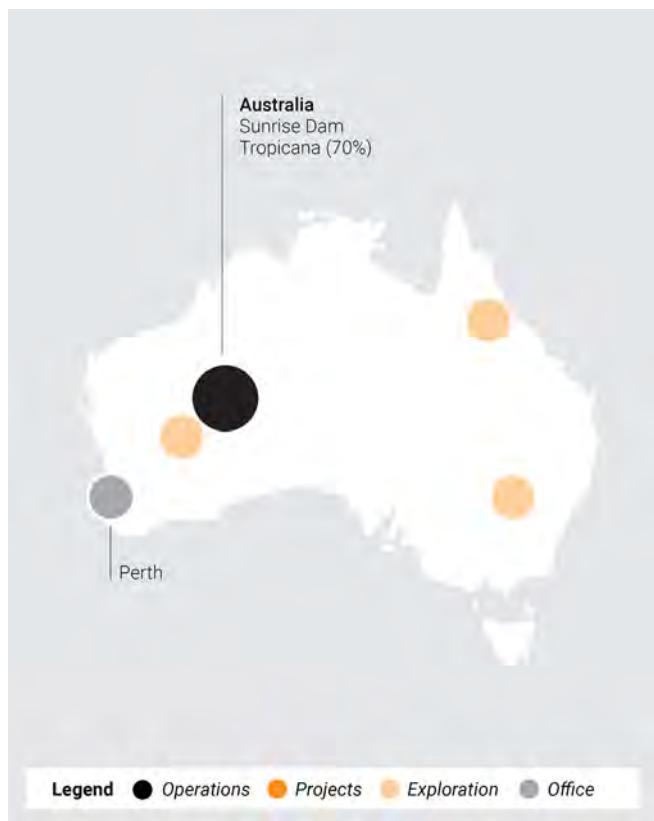 Australia
Sunrise Dam
Tropicana (70%)
Perth
Legend Operations Projects Exploration Office